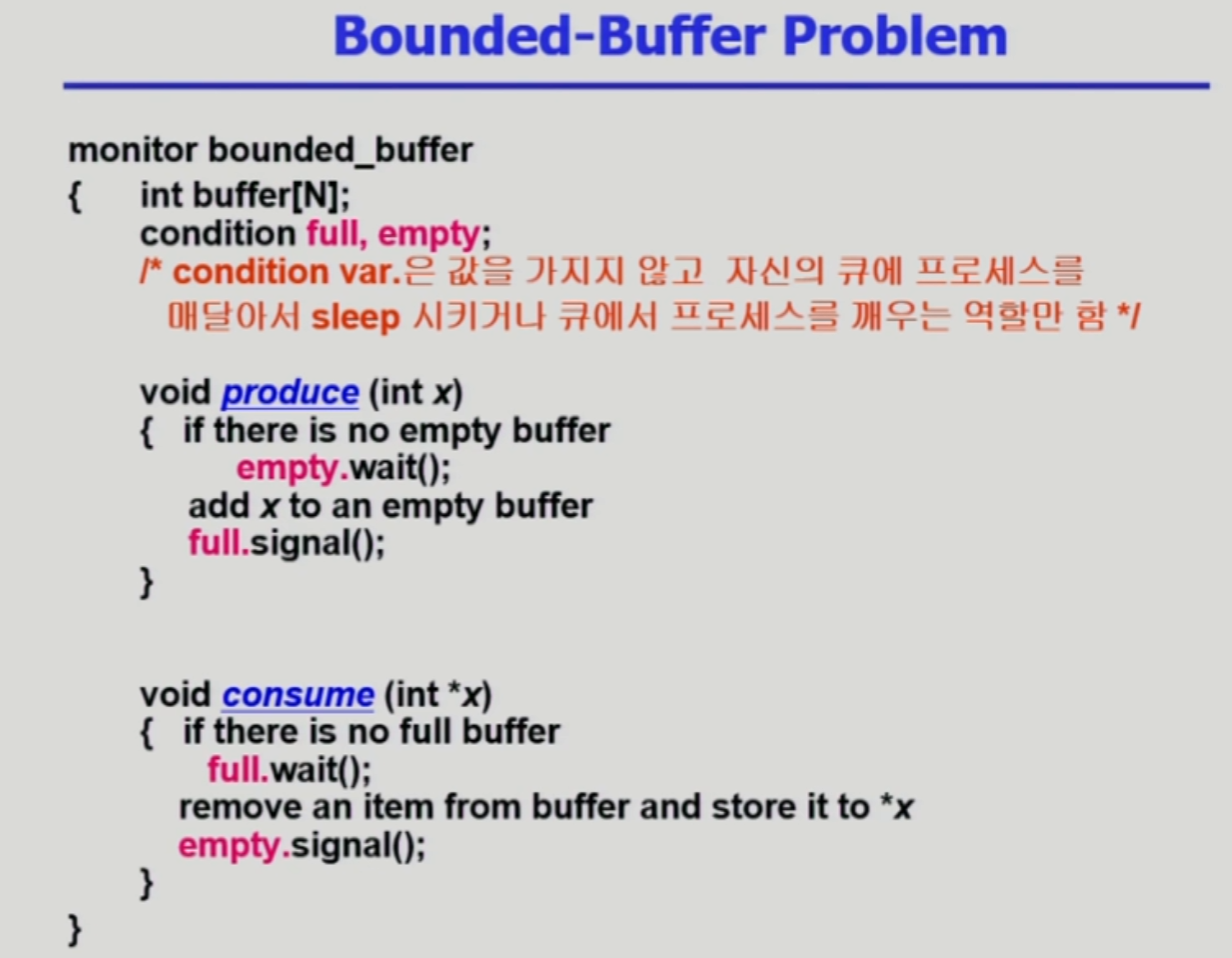 Bounded-Buffer Problem
monitor bounded_buffer
{ int buffer[N];
condition full, empty;
/* condition var.은 값을 가지지 않고 자신의 큐에 프로세스를
매달아서 sleep 시키거나 큐에서 프로세스를 깨우는 역할만 함 */
void produce (int x)
{ if there is no empty buffer
empty.wait();
add x to an empty buffer
full.signal();
}
void consume (int *x)
{ if there is no full buffer
full.wait();
remove an item from buffer and store it to *x
empty.signal();
}
}